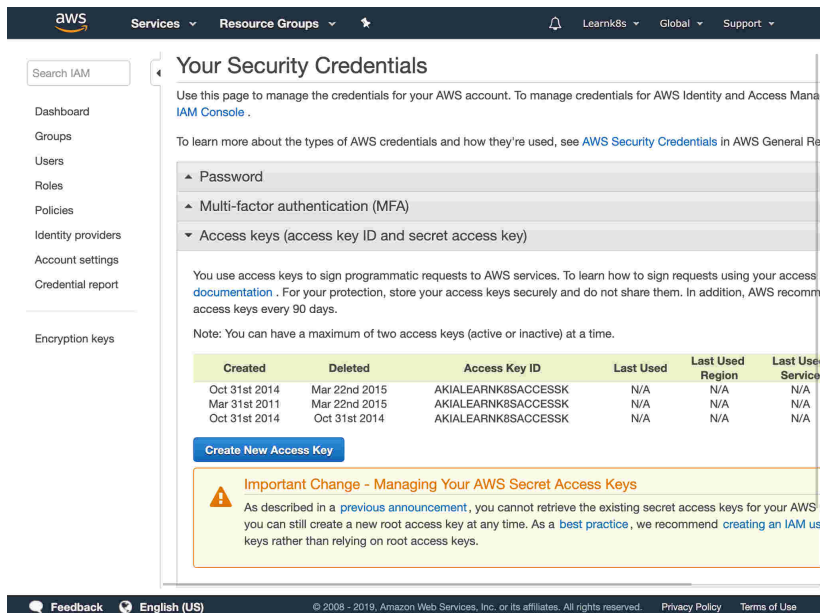 aws Services Resource Groups Learnk8s Global Support
Search IAM
Dashboard
Groups
Users
Roles
Policies
Identity providers
Account settings
Credential report
Encryption keys
Your Security Credentials
Use this page to manage the credentials for your AWS account. To manage credentials for AWS Identity and Access Mana
IAM Console .
To learn more about the types of AWS credentials and how they're used, see AWS Security Credentials in AWS General Re
Password
Multi-factor authentication (MFA)
Access keys (access key ID and secret access key)
You use access keys to sign programmatic requests to AWS services. To learn how to sign requests using your access
documentation . For your protection, store your access keys securely and do not share them. In addition, AWS recomm
access keys every 90 days.
Note: You can have a maximum of two access keys (active or inactive) at a time.
Created Deleted Access Key ID Last Used Last Used Region Last Use Service
Oct 31st 2014 Mar 22nd 2015 AKIALEARNK8SACCESSK N/A N/A N/A
Mar 31st 2011 Mar 22nd 2015 AKIALEARNK8SACCESSK N/A N/A N/A
Oct 31st 2014 Oct 31st 2014 AKIALEARNK8SACCESSK N/A N/A N/A
Create New Access Key
Important Change - Managing Your AWS Secret Access Keys
As described in a previous announcement, you cannot retrieve the existing secret access keys for your AWS
you can still create a new root access key at any time. As a best practice, we recommend creating an IAM us
keys rather than relying on root access keys.
Feedback English (US) © 2008 - 2019, Amazon Web Services, Inc. or its affiliates. All rights reserved. Privacy Policy Terms of Use